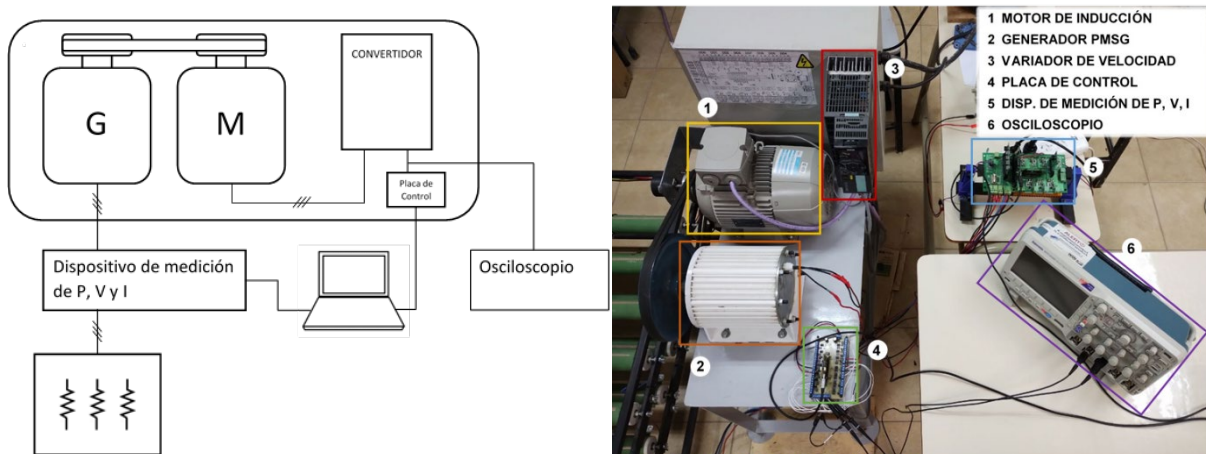 G
M
CONVERTIDOR
Placa de
Control
Dispositivo de medición
de P, V y I
Osciloscopio
1 MOTOR DE INDUCCIÓN
2 GENERADOR PMSG
3 VARIADOR DE VELOCIDAD
4 PLACA DE CONTROL
5 DISP. DE MEDICIÓN DE P, V, I
6 OSCILOSCOPIO
1
2
3
4
5
6